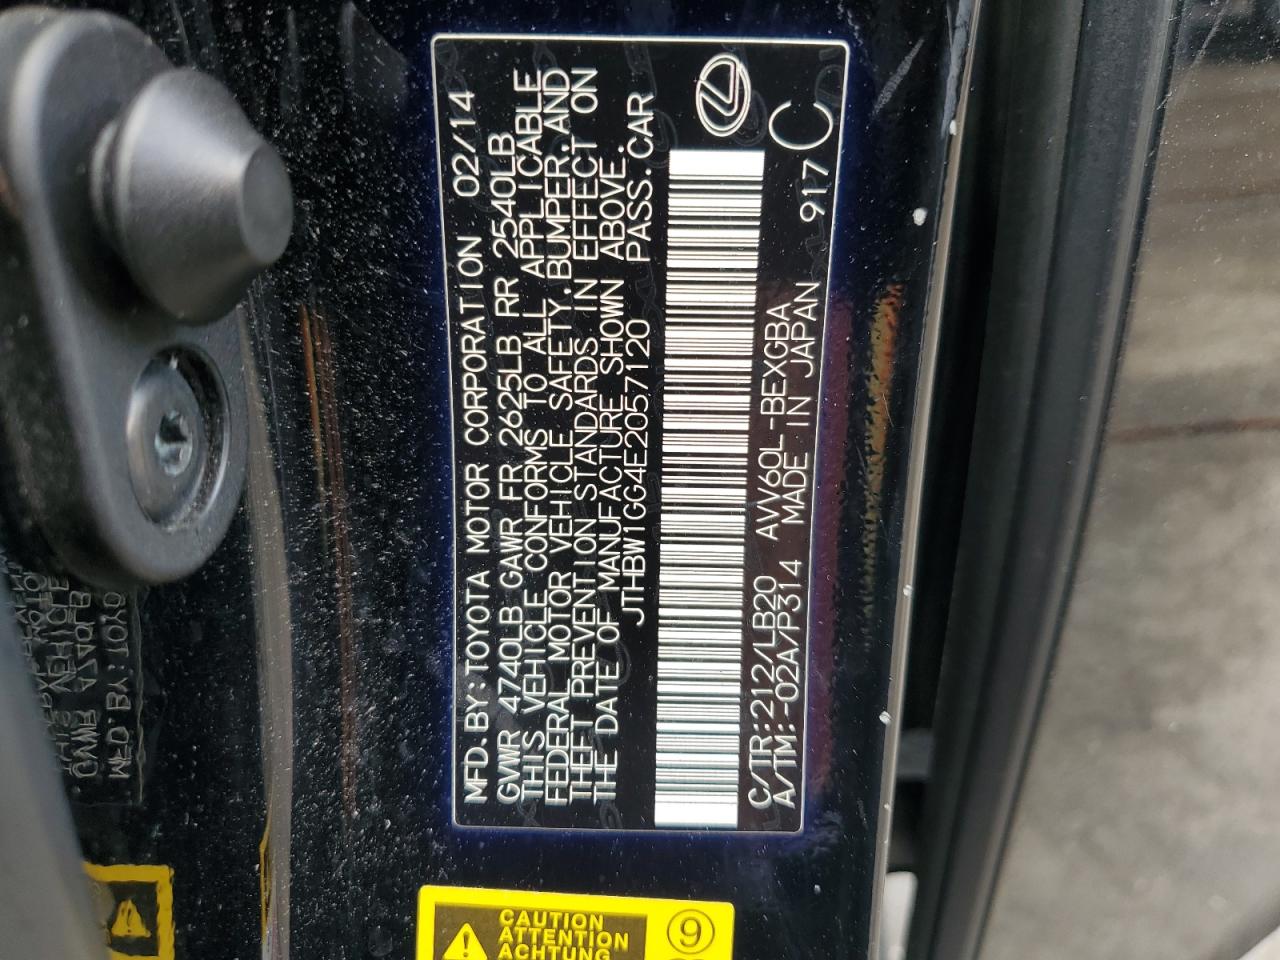 MFD. BY: TOYOTA MOTOR CORPORATION 02/14
GVWR 4740LB GAWR FR 2625LB RR 2540LB
THIS VEHICLE CONFORMS TO ALL APPLICABLE
FEDERAL MOTOR VEHICLE SAFETY, BUMPER, AND
THEFT PREVENTION STANDARDS IN EFFECT ON
THE DATE OF MANUFACTURE SHOWN ABOVE.
JTHBW1GG4E2057120 PASS. CAR
C/TR: 212/LB20 AVV60L-BEXGBA 917
A/TM: -02A/P314 MADE IN JAPAN C
CAUTION
ATTENTION
ACHTUNG
9